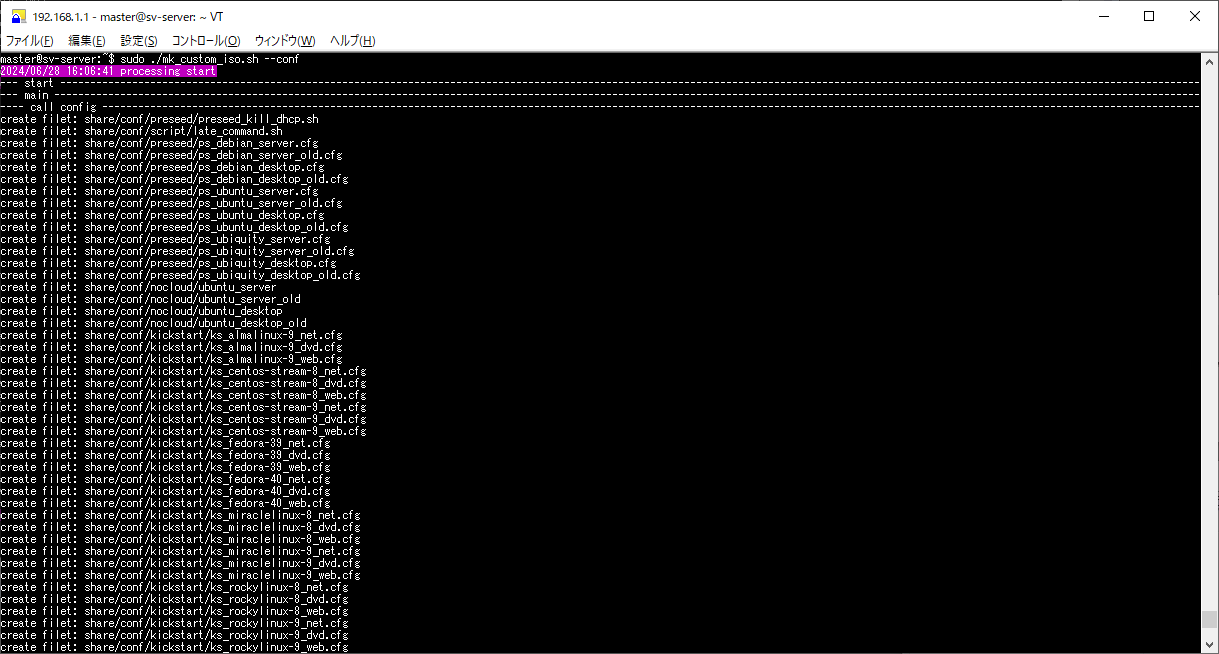 192.168.1.1 - master@sv-server: ~ VT
ファイル(F) 編集(E) 設定(S) コントロール(O) ウィンドウ(W) ヘルプ(H)
master@sv-server:~$ sudo ./mk_custom_iso.sh --conf
2024/06/28 16:06:41 processing start
--- start ---
--- main ---
---- call config ---
create filet: share/conf/preseed/preseed_kill_dhcp.sh
create filet: share/conf/script/late_command.sh
create filet: share/conf/preseed/ps_debian_server.cfg
create filet: share/conf/preseed/ps_debian_server_old.cfg
create filet: share/conf/preseed/ps_debian_desktop.cfg
create filet: share/conf/preseed/ps_debian_desktop_old.cfg
create filet: share/conf/preseed/ps_ubuntu_server.cfg
create filet: share/conf/preseed/ps_ubuntu_server_old.cfg
create filet: share/conf/preseed/ps_ubuntu_desktop.cfg
create filet: share/conf/preseed/ps_ubuntu_desktop_old.cfg
create filet: share/conf/preseed/ps_ubiquity_server.cfg
create filet: share/conf/preseed/ps_ubiquity_server_old.cfg
create filet: share/conf/preseed/ps_ubiquity_desktop.cfg
create filet: share/conf/preseed/ps_ubiquity_desktop_old.cfg
create filet: share/conf/nocloud/ubuntu_server
create filet: share/conf/nocloud/ubuntu_server_old
create filet: share/conf/nocloud/ubuntu_desktop
create filet: share/conf/nocloud/ubuntu_desktop_old
create filet: share/conf/kickstart/ks_almalinux-9_net.cfg
create filet: share/conf/kickstart/ks_almalinux-9_dvd.cfg
create filet: share/conf/kickstart/ks_almalinux-9_web.cfg
create filet: share/conf/kickstart/ks_centos-stream-8_net.cfg
create filet: share/conf/kickstart/ks_centos-stream-8_dvd.cfg
create filet: share/conf/kickstart/ks_centos-stream-8_web.cfg
create filet: share/conf/kickstart/ks_centos-stream-9_net.cfg
create filet: share/conf/kickstart/ks_centos-stream-9_dvd.cfg
create filet: share/conf/kickstart/ks_centos-stream-9_web.cfg
create filet: share/conf/kickstart/ks_fedora-39_net.cfg
create filet: share/conf/kickstart/ks_fedora-39_dvd.cfg
create filet: share/conf/kickstart/ks_fedora-39_web.cfg
create filet: share/conf/kickstart/ks_fedora-40_net.cfg
create filet: share/conf/kickstart/ks_fedora-40_dvd.cfg
create filet: share/conf/kickstart/ks_fedora-40_web.cfg
create filet: share/conf/kickstart/ks_miraclelinux-8_net.cfg
create filet: share/conf/kickstart/ks_miraclelinux-8_dvd.cfg
create filet: share/conf/kickstart/ks_miraclelinux-8_web.cfg
create filet: share/conf/kickstart/ks_miraclelinux-9_net.cfg
create filet: share/conf/kickstart/ks_miraclelinux-9_dvd.cfg
create filet: share/conf/kickstart/ks_miraclelinux-9_web.cfg
create filet: share/conf/kickstart/ks_rockylinux-8_net.cfg
create filet: share/conf/kickstart/ks_rockylinux-8_dvd.cfg
create filet: share/conf/kickstart/ks_rockylinux-8_web.cfg
create filet: share/conf/kickstart/ks_rockylinux-9_net.cfg
create filet: share/conf/kickstart/ks_rockylinux-9_dvd.cfg
create filet: share/conf/kickstart/ks_rockylinux-9_web.cfg